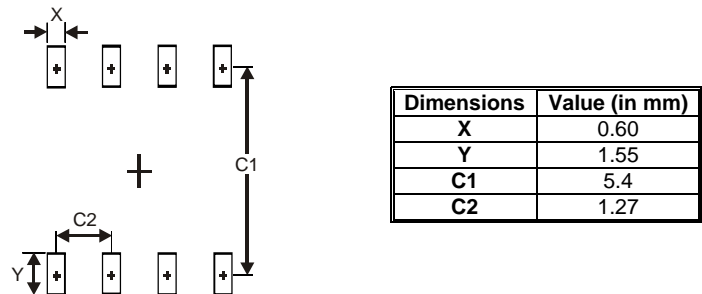 X
C1
C2
Y
Dimensions Value (in mm)
X 0.60
Y 1.55
C1 5.4
C2 1.27